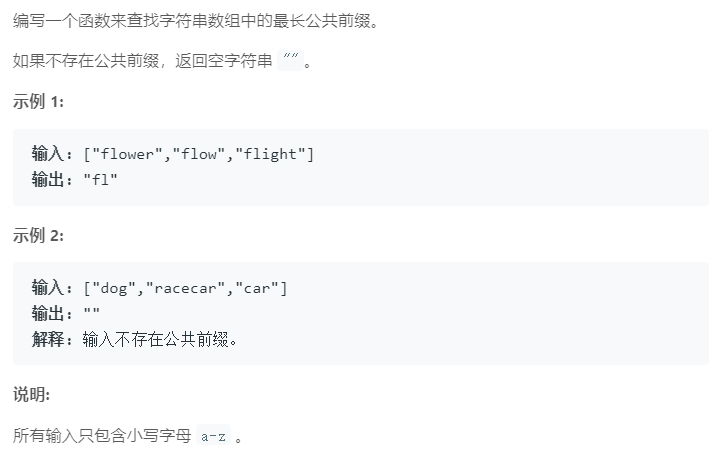 编写一个函数来查找字符串数组中的最长公共前缀。
如果不存在公共前缀，返回空字符串 ""。
示例 1:
输入: ["flower","flow","flight"]
输出: "fl"
示例 2:
输入: ["dog","racecar","car"]
输出: ""
解释: 输入不存在公共前缀。
说明:
所有输入只包含小写字母 a-z 。